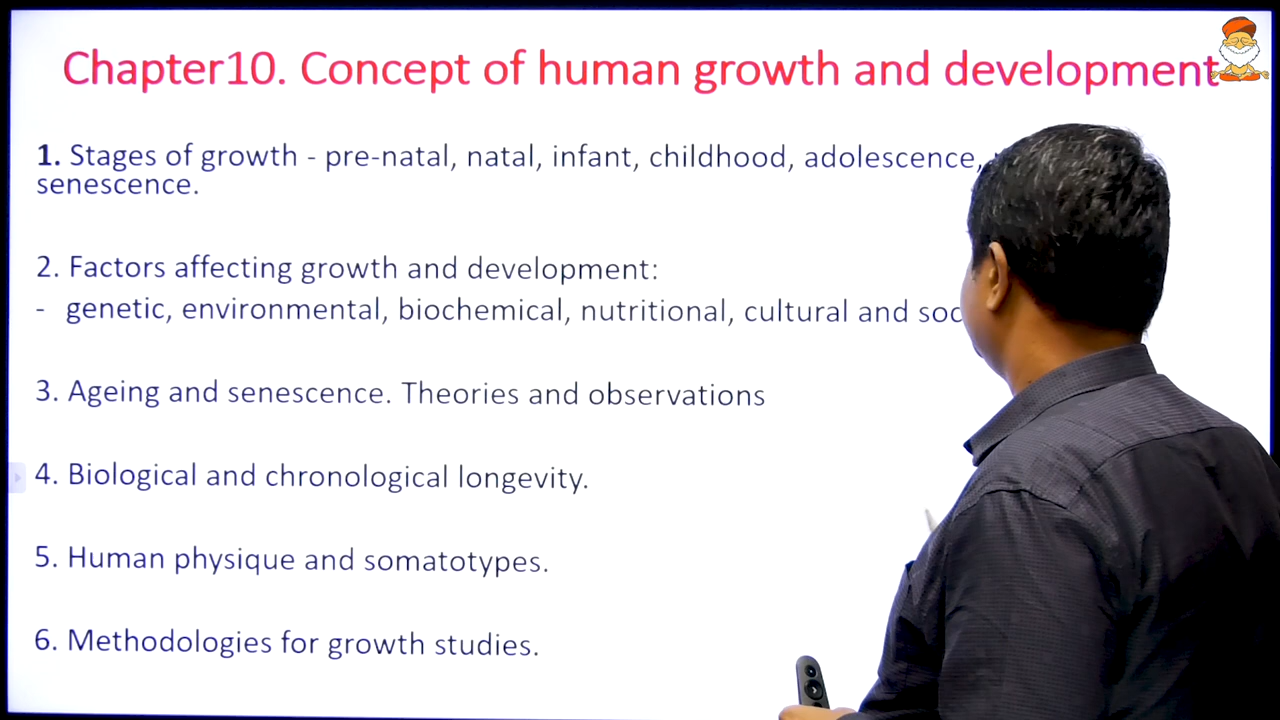 Chapter10. Concept of human growth and development
1. Stages of growth - pre-natal, natal, infant, childhood, adolescence,
senescence.
2. Factors affecting growth and development:
- genetic, environmental, biochemical, nutritional, cultural and
3. Ageing and senescence. Theories and observations
4. Biological and chronological longevity.
5. Human physique and somatotypes.
6. Methodologies for growth studies.